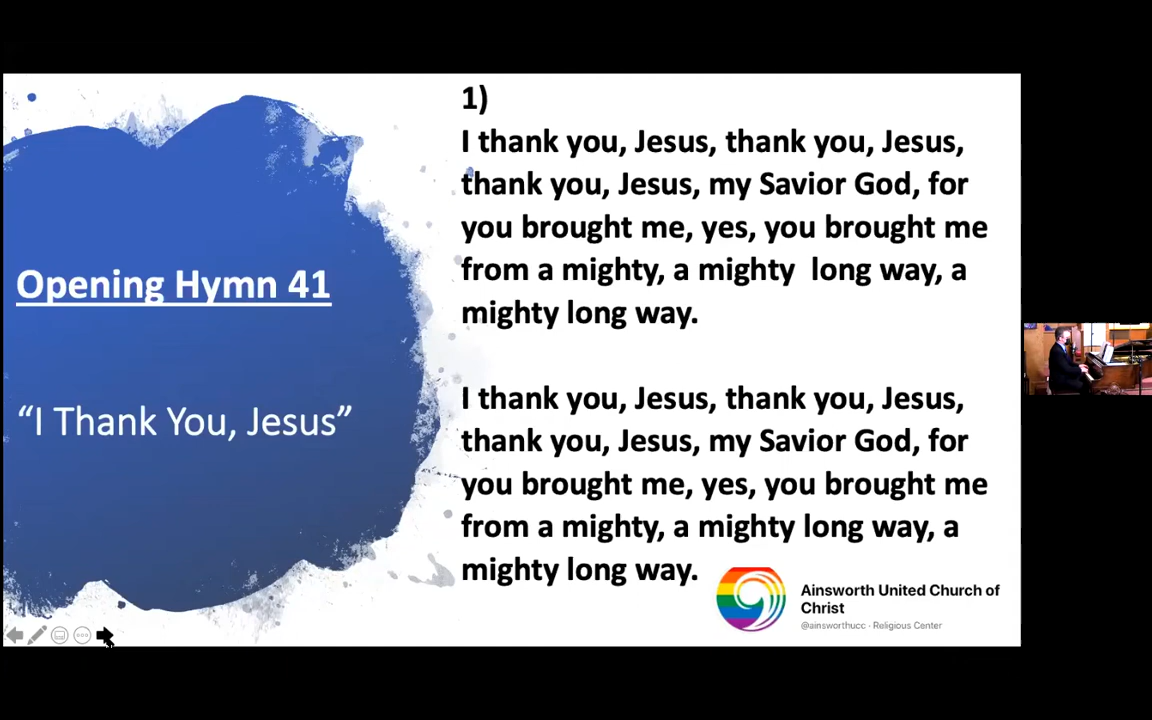 Opening Hymn 41
“I Thank You, Jesus”
1)
I thank you, Jesus, thank you, Jesus,
thank you, Jesus, my Savior God, for
you brought me, yes, you brought me
from a mighty, a mighty  long way, a
mighty long way.
I thank you, Jesus, thank you, Jesus,
thank you, Jesus, my Savior God, for
you brought me, yes, you brought me
from a mighty, a mighty long way, a
mighty long way.
Ainsworth United Church of
Christ
@ainsworthucc · Religious Center